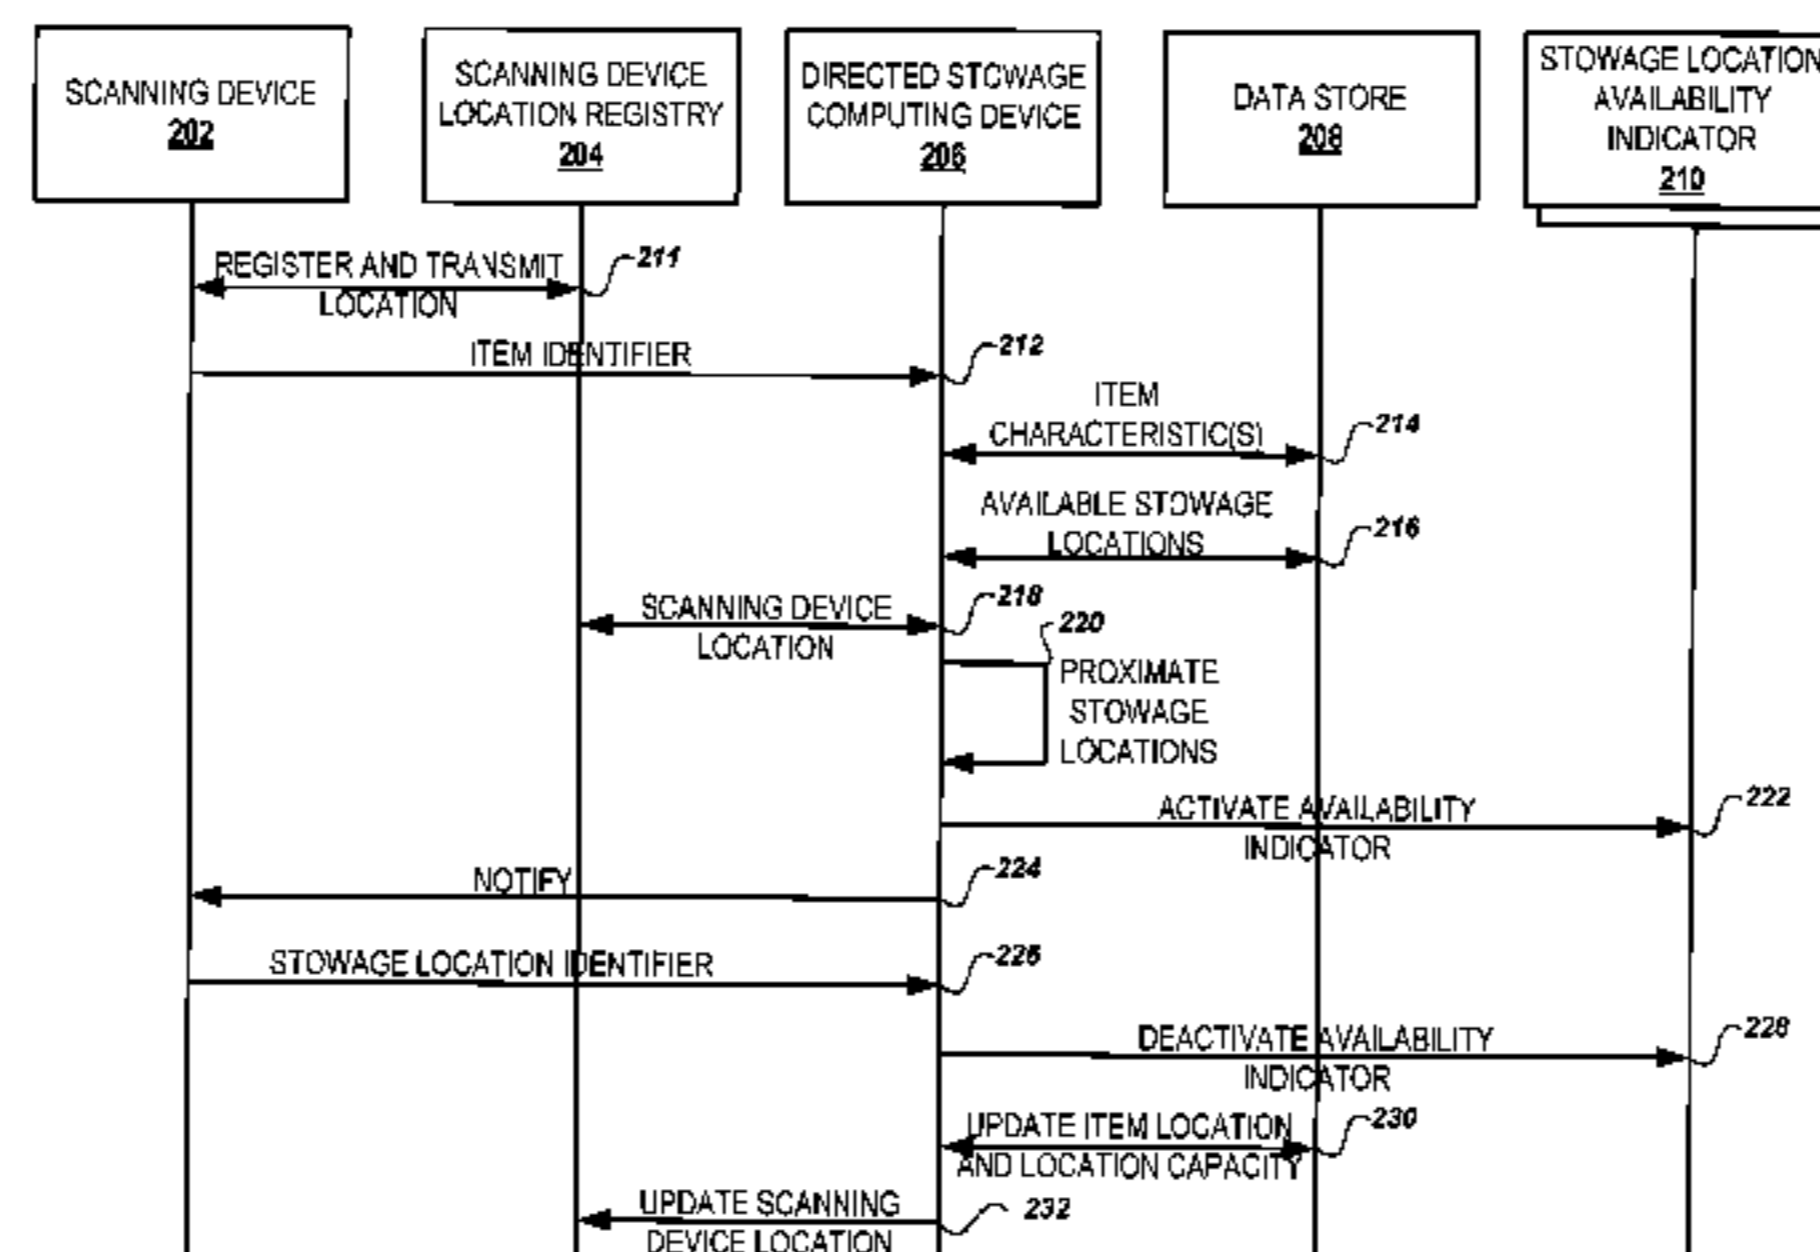 SCANNING DEVICE
202
SCANNING DEVICE
LOCATION REGISTRY
204
DIRECTED STOWAGE
COMPUTING DEVICE
206
DATA STORE
208
STOWAGE LOCATION
AVAILABILITY
INDICATOR
210
REGISTER AND TRANSMIT
LOCATION
211
ITEM IDENTIFIER
212
ITEM
CHARACTERISTIC(S)
214
AVAILABLE STOWAGE
LOCATIONS
216
SCANNING DEVICE
LOCATION
218
220
PROXIMATE
STOWAGE
LOCATIONS
ACTIVATE AVAILABILITY
INDICATOR
222
NOTIFY
224
STOWAGE LOCATION IDENTIFIER
226
DEACTIVATE AVAILABILITY
INDICATOR
228
UPDATE ITEM LOCATION
AND LOCATION CAPACITY
230
UPDATE SCANNING
DEVICE LOCATION
232